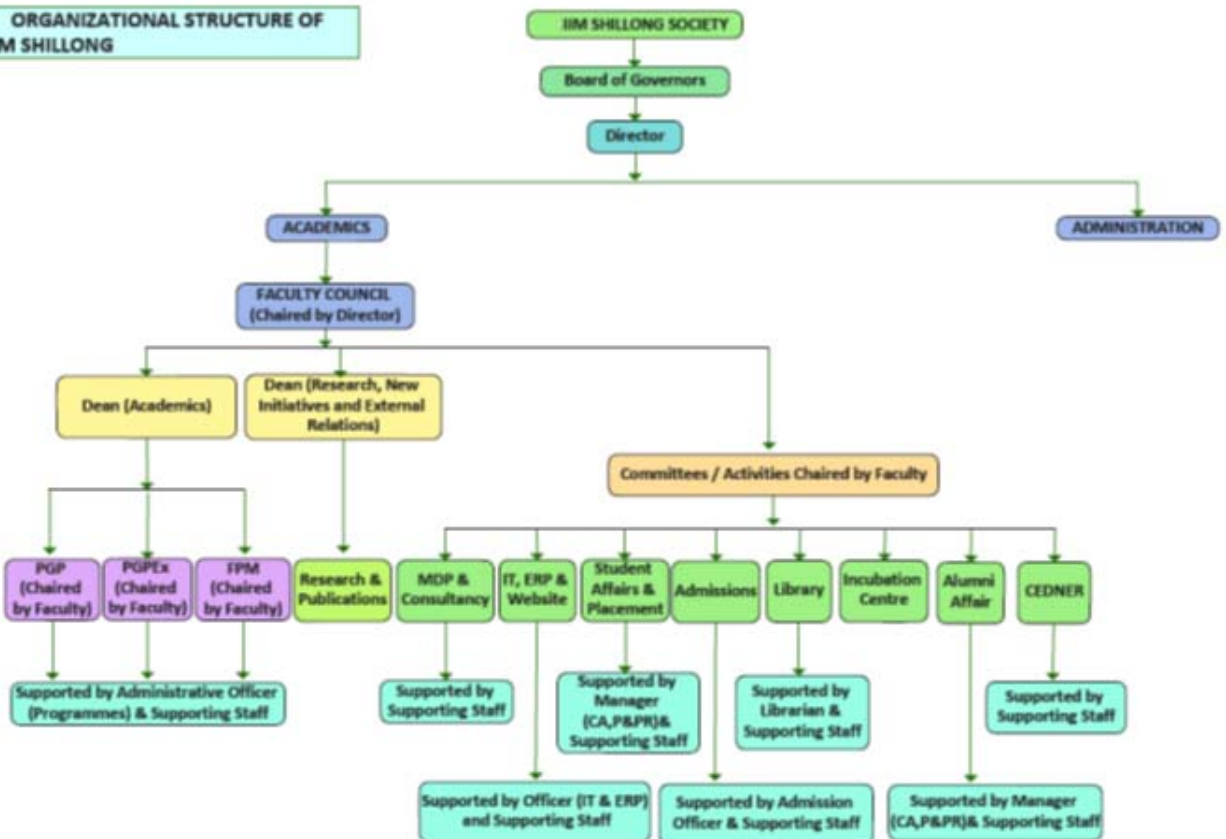 ORGANIZATIONAL STRUCTURE OF
M SHILLONG
IIM SHILLONG SOCIETY
Board of Governors
Director
ACADEMICS
ADMINISTRATION
FACULTY COUNCIL
(Chaired by Director)
Dean (Academics)
Dean (Research, New
Initiatives and External
Relations)
Committees / Activities Chaired by Faculty
PGP
(Chaired
by Faculty)
PGPEx
(Chaired
by Faculty)
FPM
(Chaired
by Faculty)
Research &
Publications
MDP &
Consultancy
IT, ERP &
Website
Student
Affairs &
Placement
Admissions
Library
Incubation
Centre
Alumni
Affair
CEDNER
Supported by Administrative Officer
(Programmes) & Supporting Staff
Supported by
Supporting Staff
Supported by
Manager
(CA,P&PR)&
Supporting Staff
Supported by
Librarian &
Supporting Staff
Supported by
Supporting Staff
Supported by Officer (IT & ERP)
and Supporting Staff
Supported by Admission
Officer & Supporting Staff
Supported by Manager
(CA,P&PR)& Supporting Staff